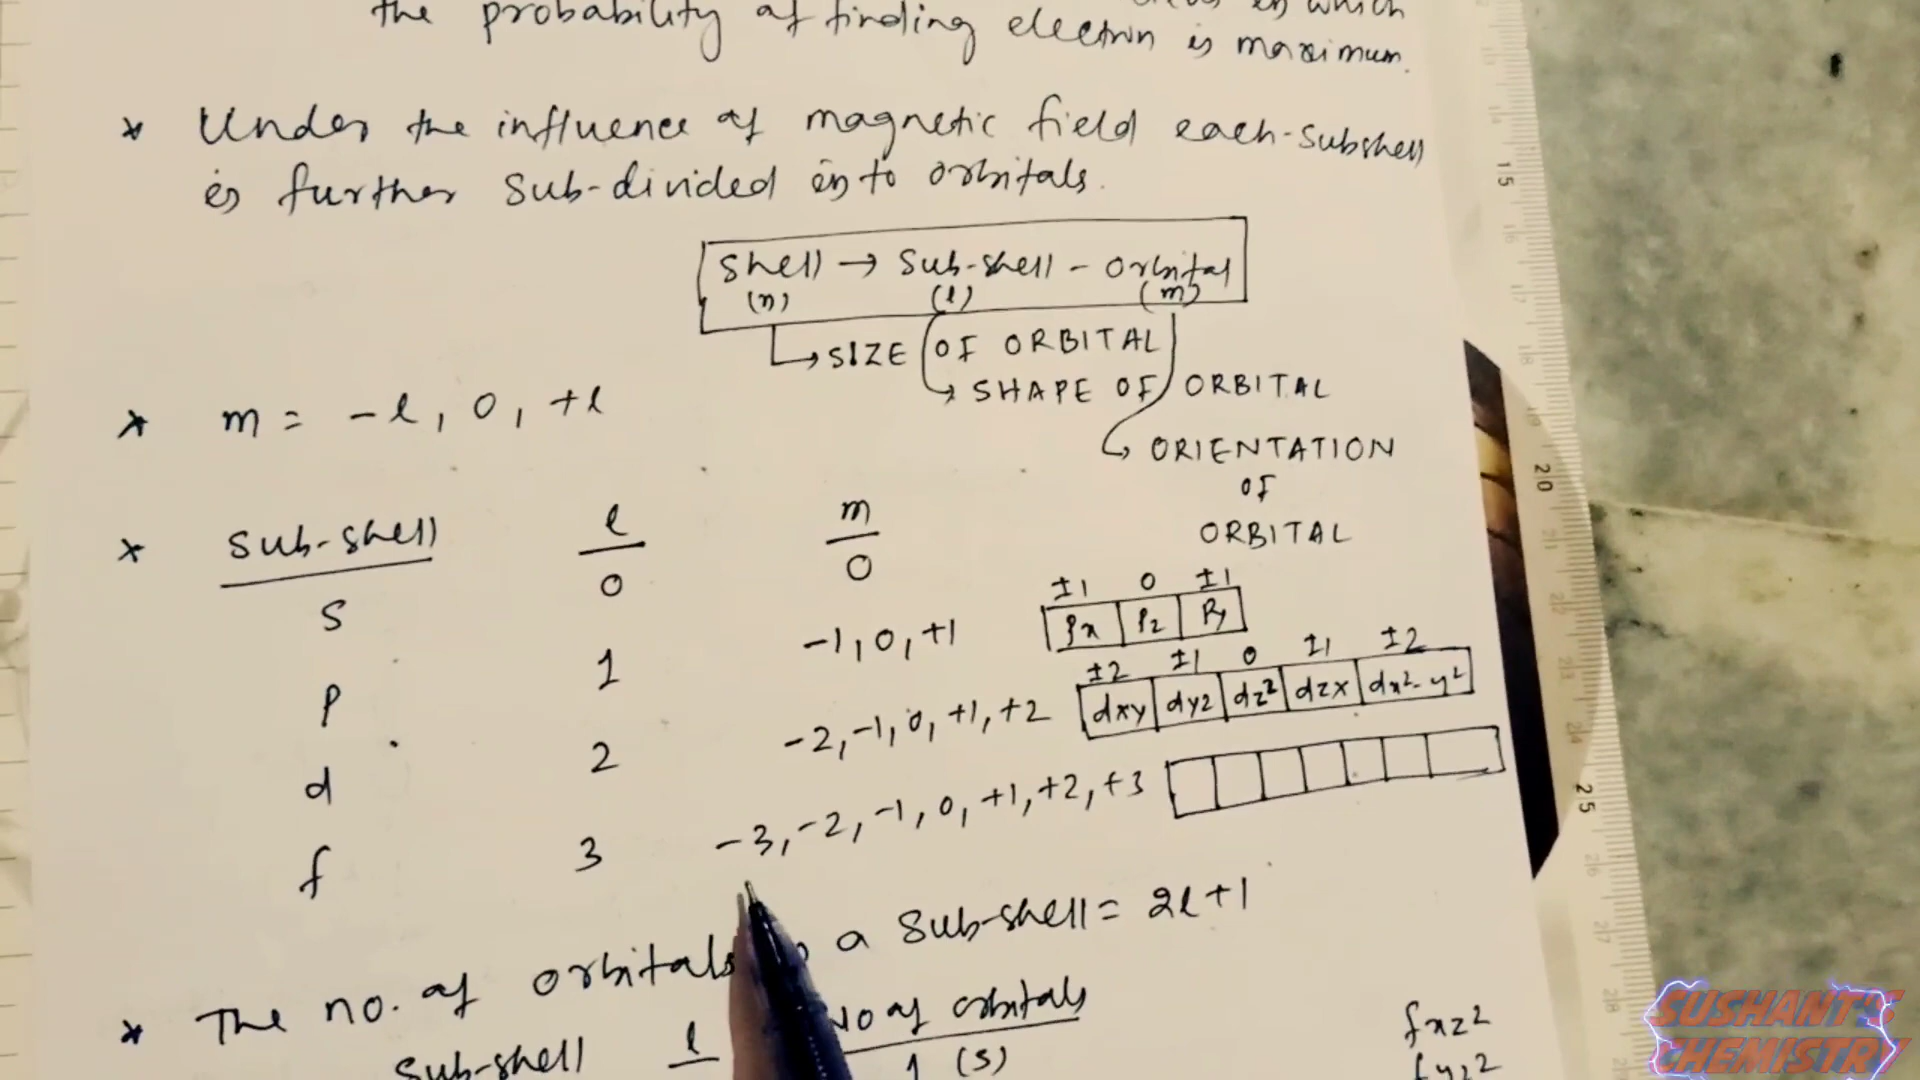 the probability of finding electron is maximum.
* Under the influence of magnetic field each-subshell
is further sub-divided in to orbitals.
Shell → Sub-shell - Orbital
(n) (l) (m)
SIZE OF ORBITAL
SHAPE OF ORBITAL
ORIENTATION
OF
ORBITAL
* m = -l, 0, +l
* Sub-shell l m
s 0 0
p 1 -1, 0, +1
±1 0 ±1
Px Pz Py
d 2 -2, -1, 0, +1, +2
±2 ±1 0 ±1 ±2
dxy dyz dz² dzx dx²-y²
f 3 -3, -2, -1, 0, +1, +2, +3
* The no. of orbitals a Sub-shell = 2l+1
Sub-shell l No of orbitals
1 (s)
fxz²
fyz²
SUSHANT'S
CHEMISTRY